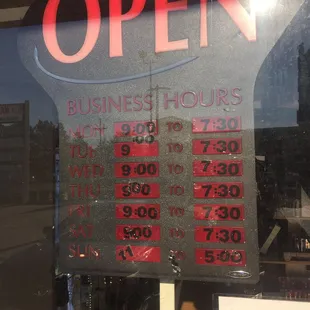 OPEN
BUSINESS HOURS
MON 9:00 TO 7:30
TUE 9:00 TO 7:30
WED 9:00 TO 7:30
THU 9:00 TO 7:30
FRI 9:00 TO 7:30
SAT 9:00 TO 7:30
SUN 11 TO 5:00